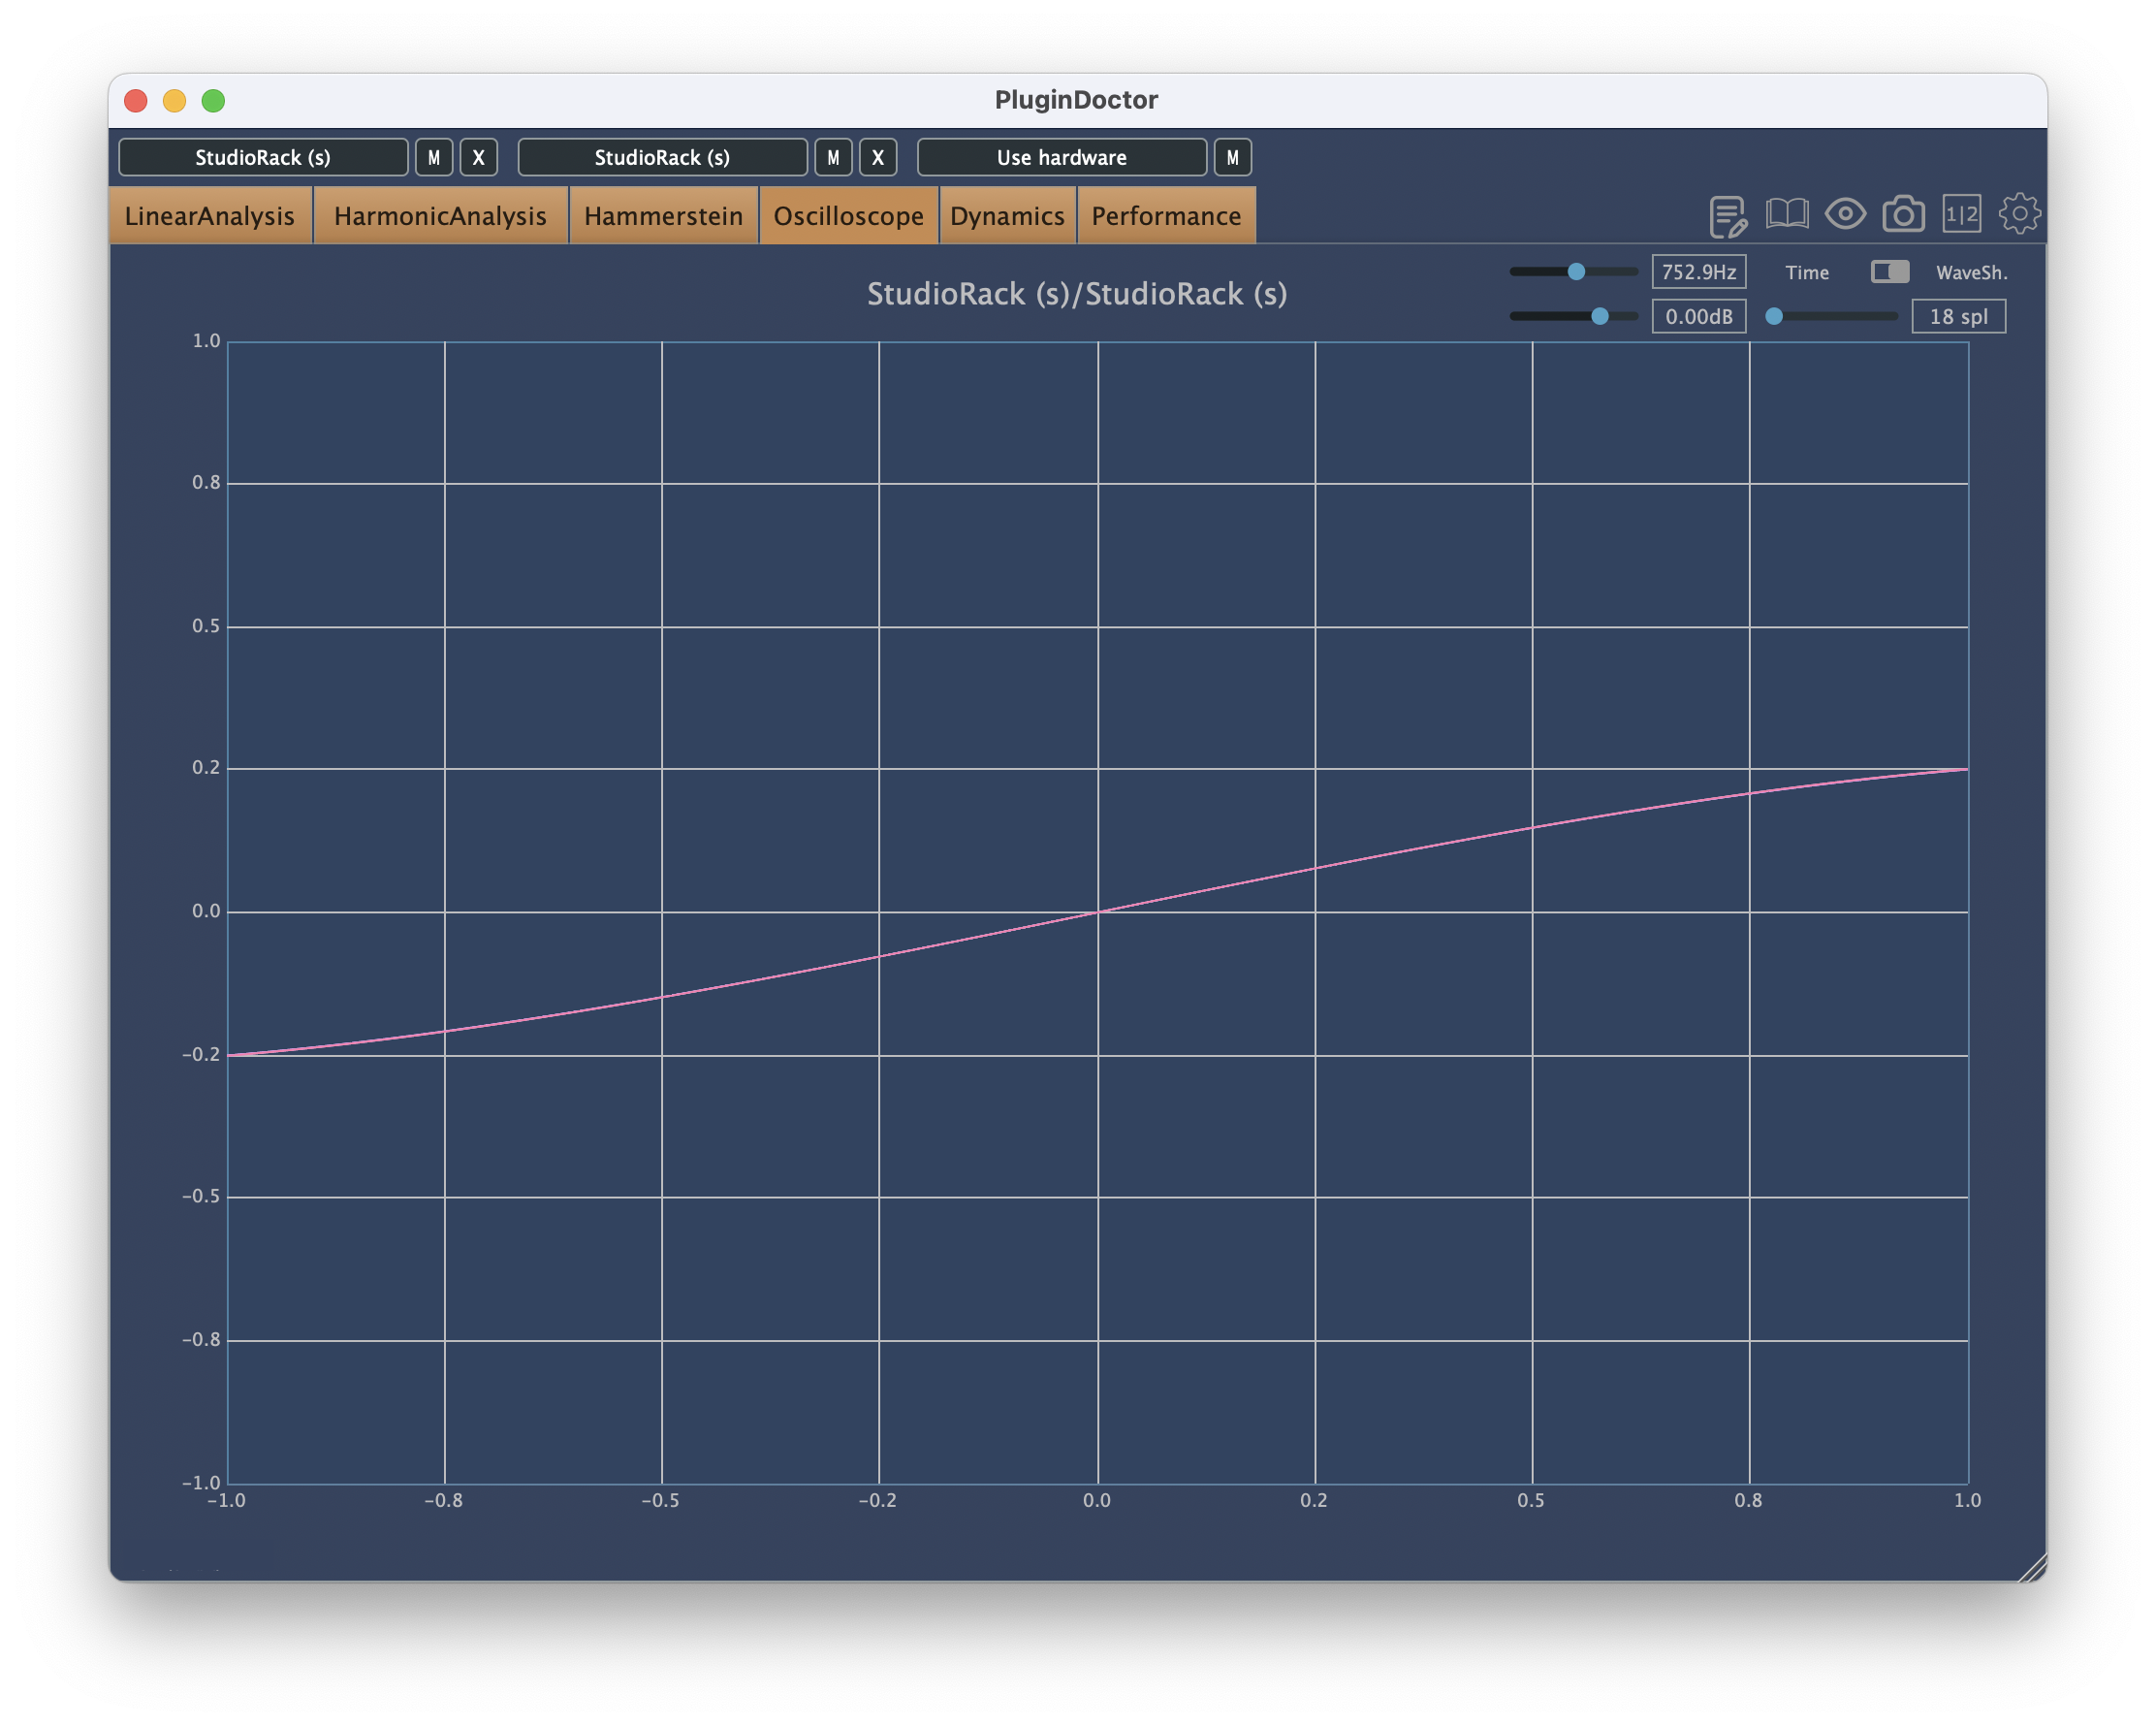 PluginDoctor
StudioRack (s) M X StudioRack (s) M X Use hardware M
LinearAnalysis HarmonicAnalysis Hammerstein Oscilloscope Dynamics Performance 1|2
StudioRack (s)/StudioRack (s)
752.9Hz Time WaveSh.
0.00dB 18 spl
1.0
0.8
0.5
0.2
0.0
-0.2
-0.5
-0.8
-1.0
-1.0 -0.8 -0.5 -0.2 0.0 0.2 0.5 0.8 1.0